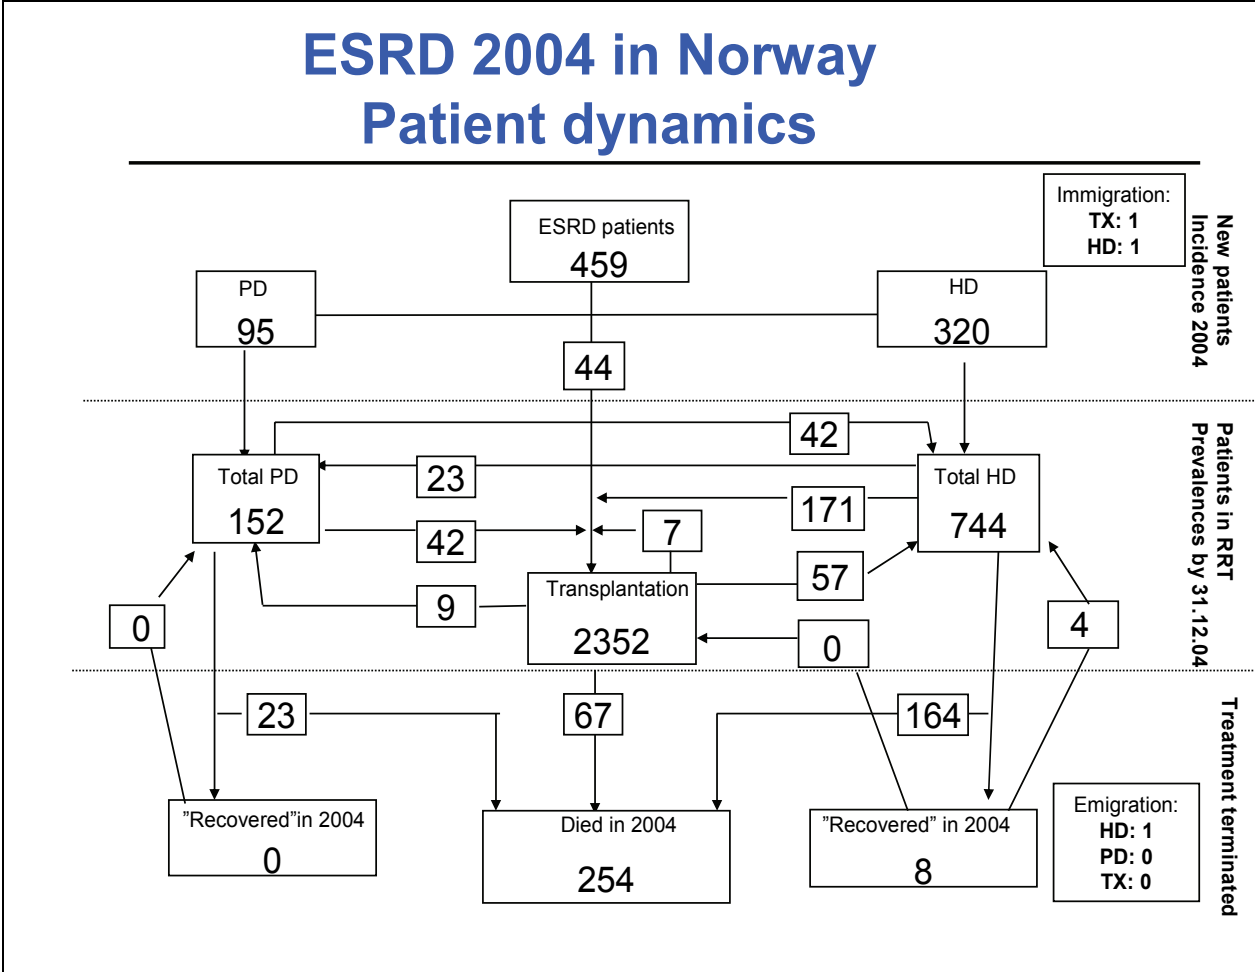 ESRD 2004 in Norway
Patient dynamics
Immigration:
TX: 1
HD: 1
ESRD patients
459
PD
95
HD
320
44
New patients
Incidence 2004
42
Total PD
152
23
Total HD
744
171
42
7
57
Transplantation
2352
9
0
0
4
Patients in RRT
Prevalences by 31.12.04
23
67
164
Treatment terminated
"Recovered"in 2004
0
Died in 2004
254
"Recovered" in 2004
8
Emigration:
HD: 1
PD: 0
TX: 0